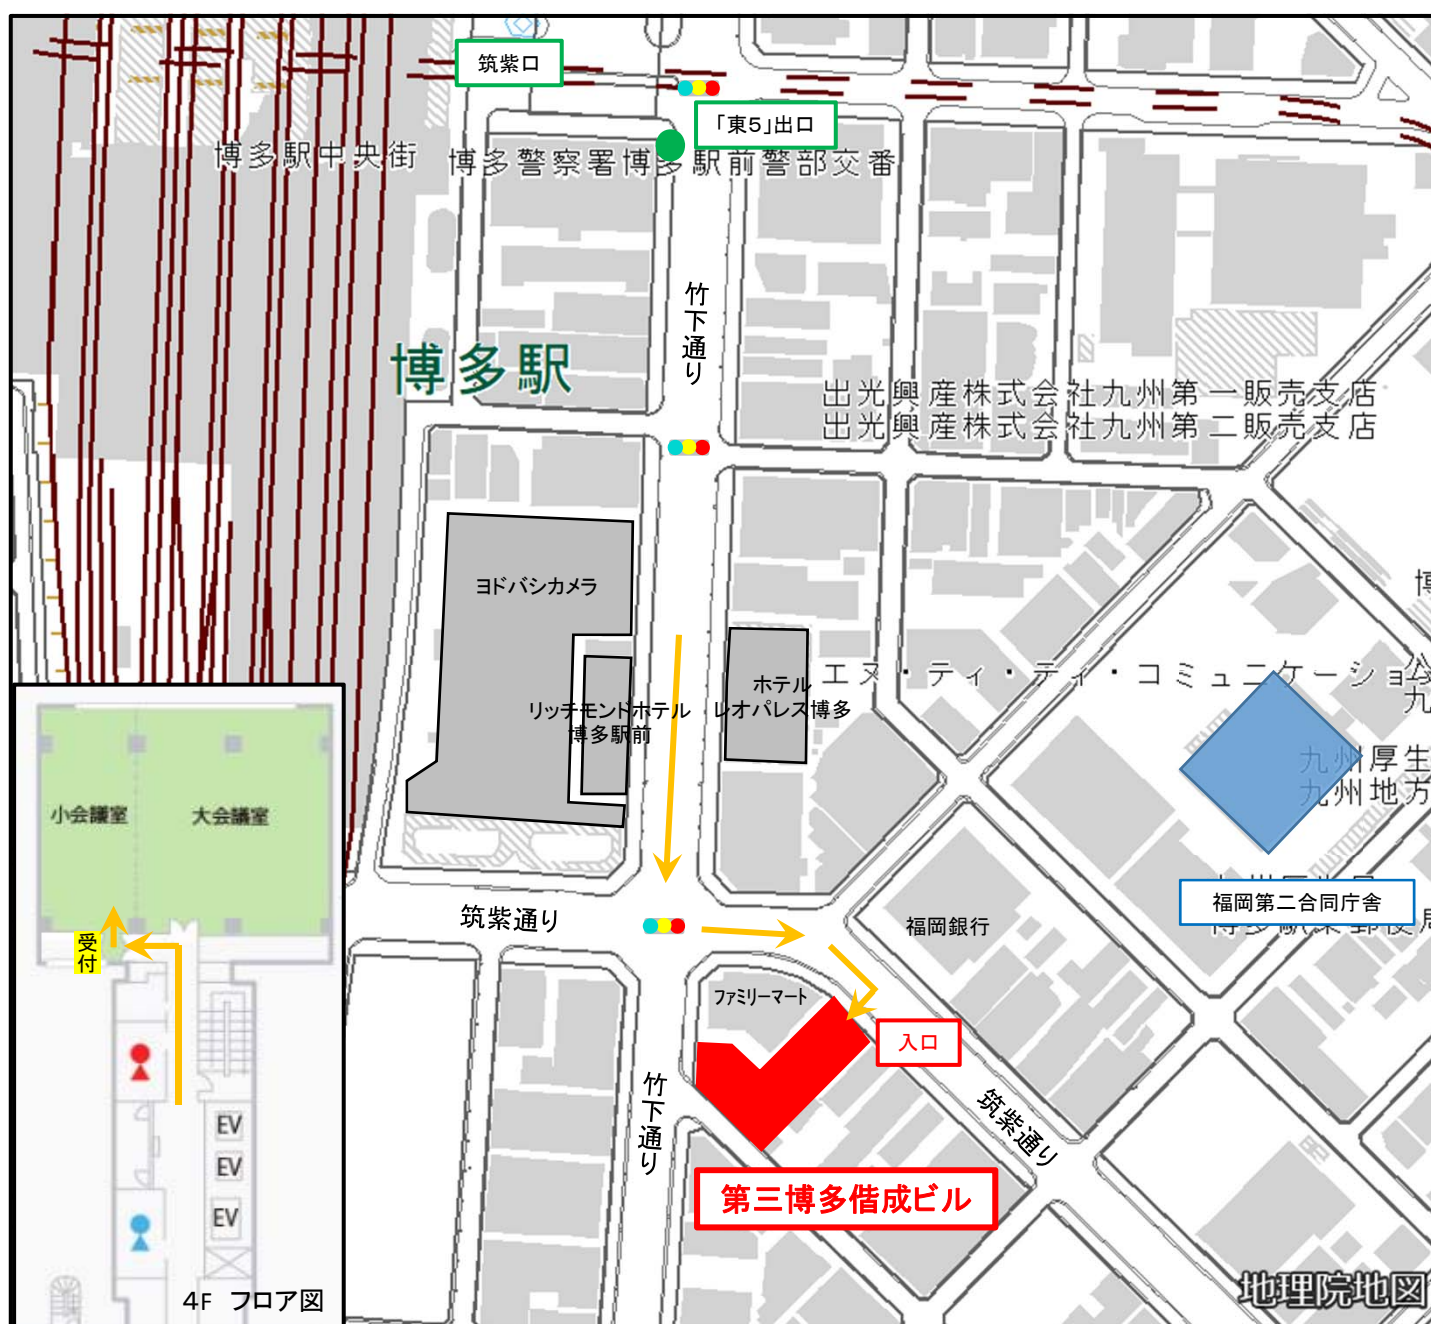 筑紫口
「東5」出口
博多駅中央街
博多警察署博多駅前警部交番
竹下通り
博多駅
出光興産株式会社九州第一販売支店
出光興産株式会社九州第二販売支店
ヨドバシカメラ
博
エヌ・ティ・ティ・コミュニケーション
九
ホテル
レオパレス博多
リッチモンドホテル
博多駅前
九州厚生
九州地方
福岡第二合同庁舎
小会議室
大会議室
筑紫通り
福岡銀行
受付
ファミリーマート
入口
竹下通り
筑紫通り
EV
EV
EV
第三博多偕成ビル
4F フロア図
地理院地図